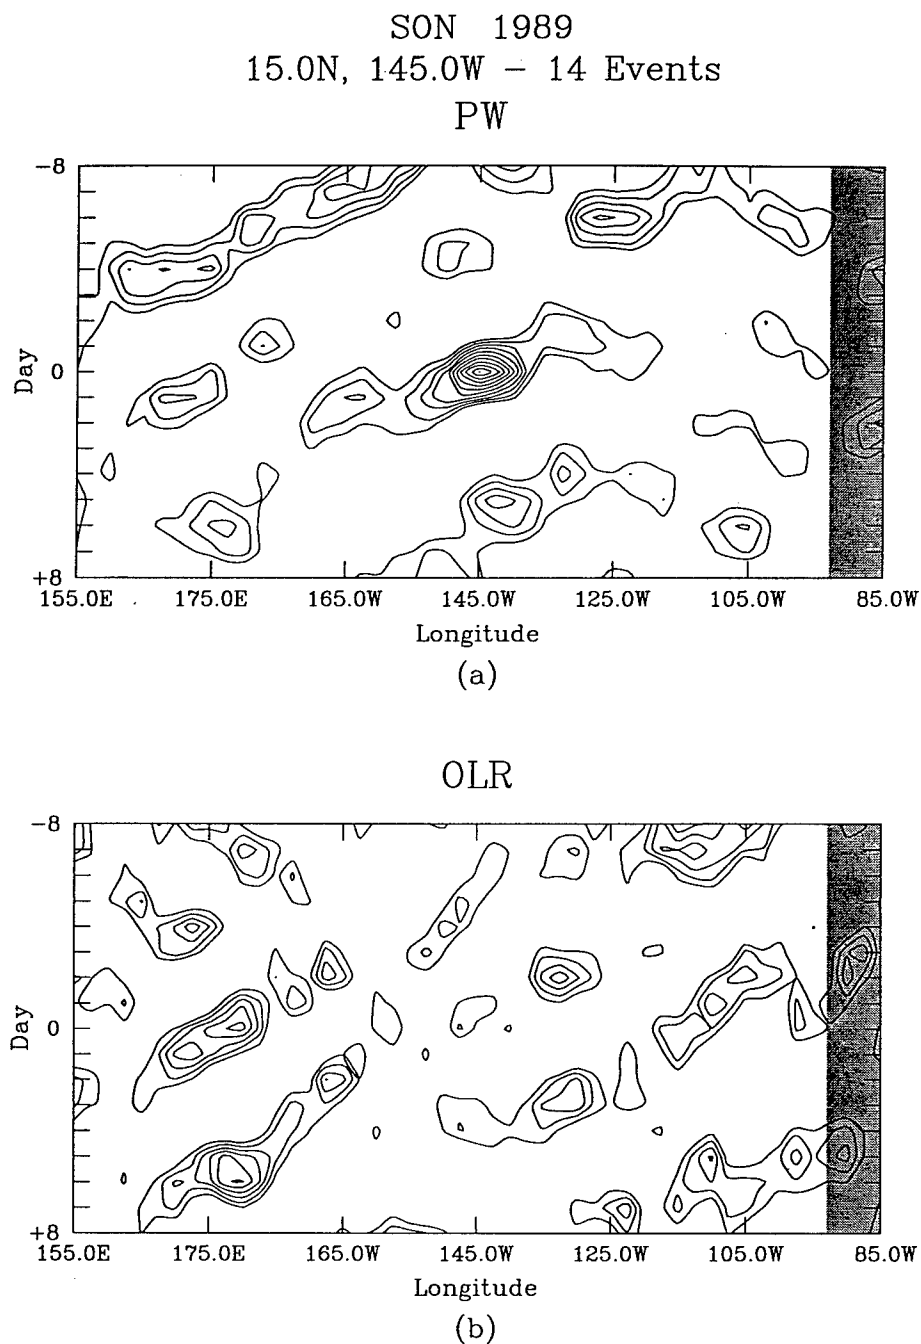 SON 1989
15.0N, 145.0W – 14 Events
PW
-8
Day
0
+8
155.0E 175.0E 165.0W 145.0W 125.0W 105.0W 85.0W
Longitude
(a)
OLR
-8
Day
0
+8
155.0E 175.0E 165.0W 145.0W 125.0W 105.0W 85.0W
Longitude
(b)